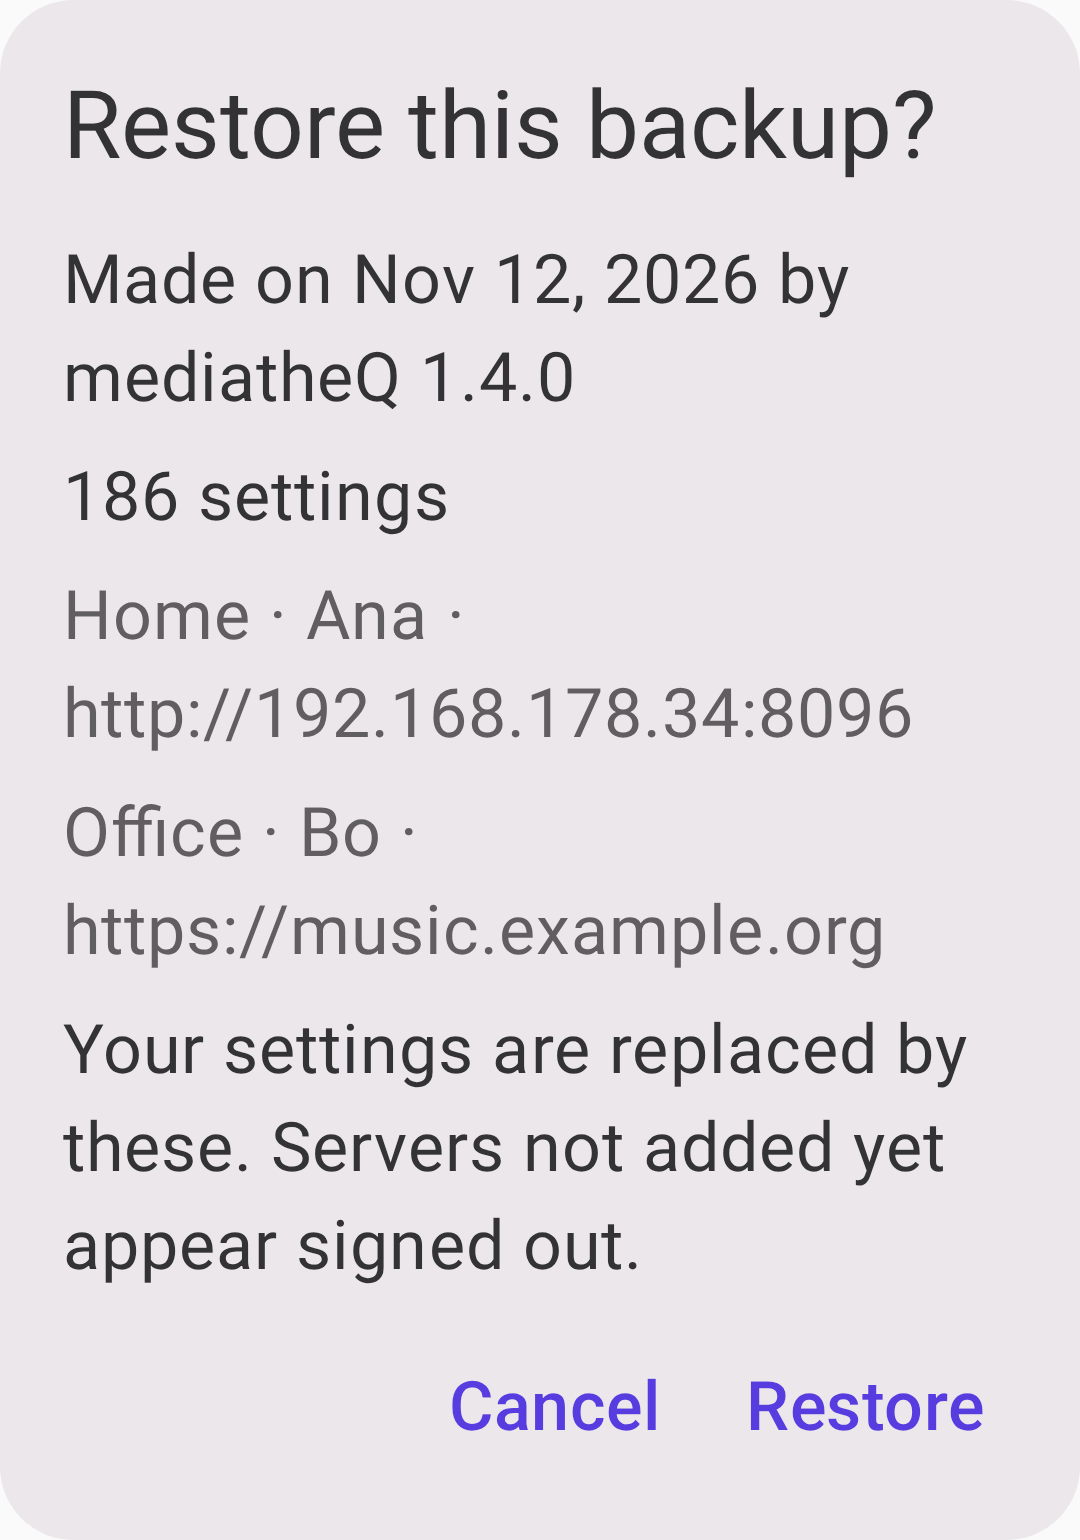 Restore this backup?
Made on Nov 12, 2026 by
mediatheQ 1.4.0
186 settings
Home · Ana ·
http://192.168.178.34:8096
Office · Bo ·
https://music.example.org
Your settings are replaced by
these. Servers not added yet
appear signed out.
Cancel Restore